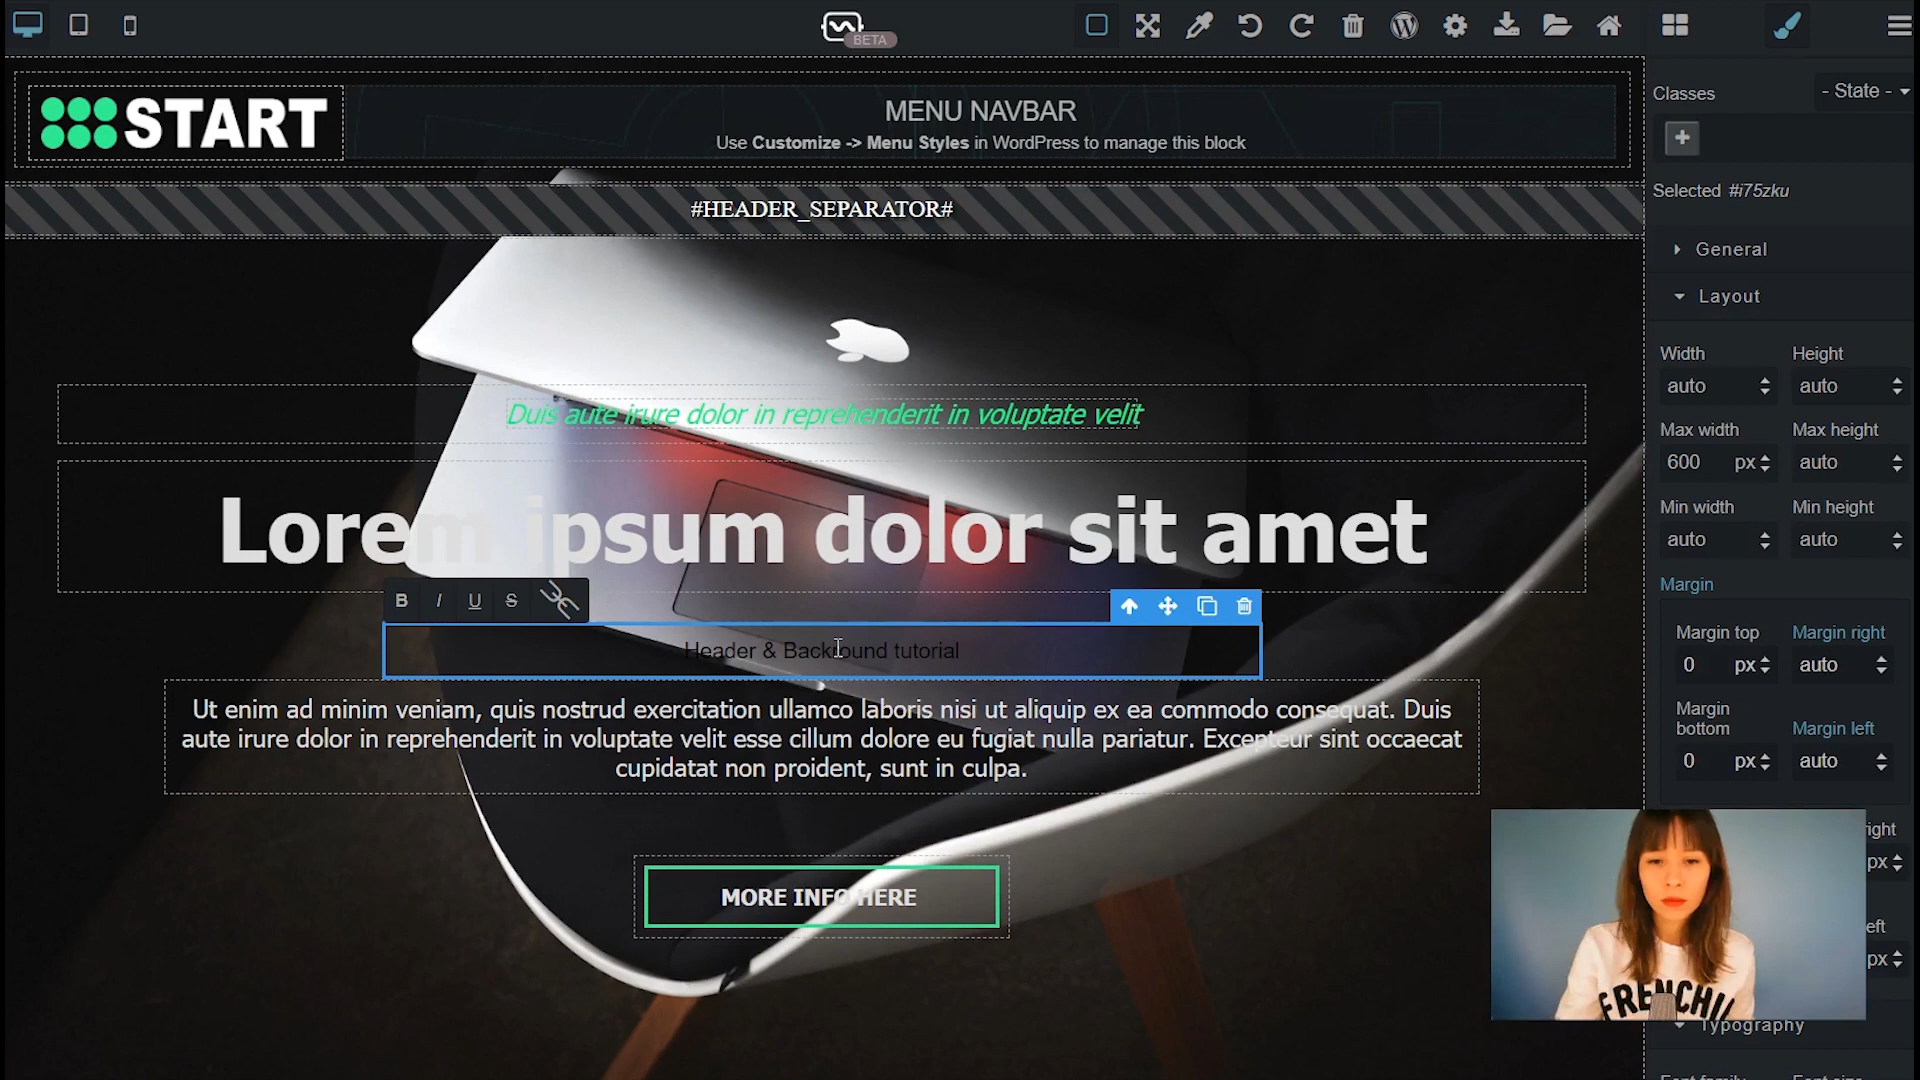 BETA
START
MENU NAVBAR
Use Customize -> Menu Styles in WordPress to manage this block
#HEADER_SEPARATOR#
Duis aute irure dolor in reprehenderit in voluptate velit
Lorem ipsum dolor sit amet
B I U S
Header & Background tutorial
Ut enim ad minim veniam, quis nostrud exercitation ullamco laboris nisi ut aliquip ex ea commodo consequat. Duis
aute irure dolor in reprehenderit in voluptate velit esse cillum dolore eu fugiat nulla pariatur. Excepteur sint occaecat
cupidatat non proident, sunt in culpa.
MORE INFO HERE
Classes
- State -
Selected #i75zku
General
Layout
Width Height
auto auto
Max width Max height
600 px auto
Min width Min height
auto auto
Margin
Margin top Margin right
0 px auto
Margin
bottom
Margin left
0 px auto
ight
px
eft
px
Typography